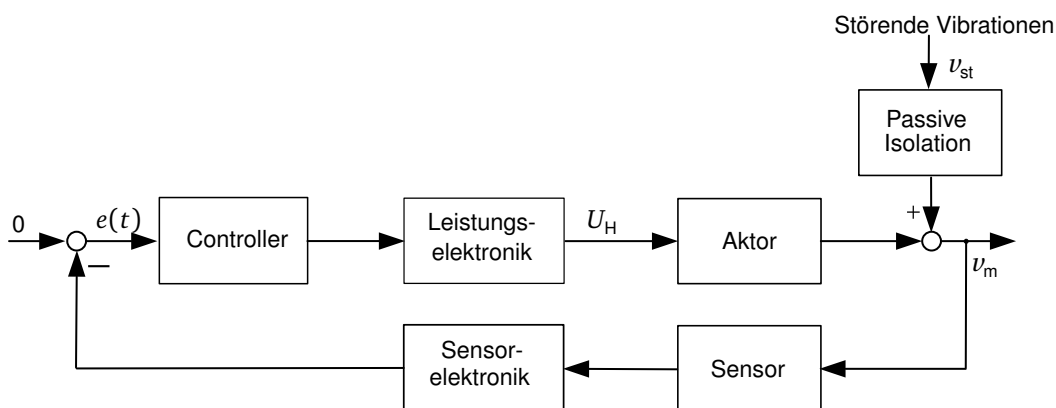 Störende Vibrationen
v_st
Passive
Isolation
+
0
e(t)
Controller
Leistungs-
elektronik
U_H
Aktor
v_m
—
Sensor-
elektronik
Sensor